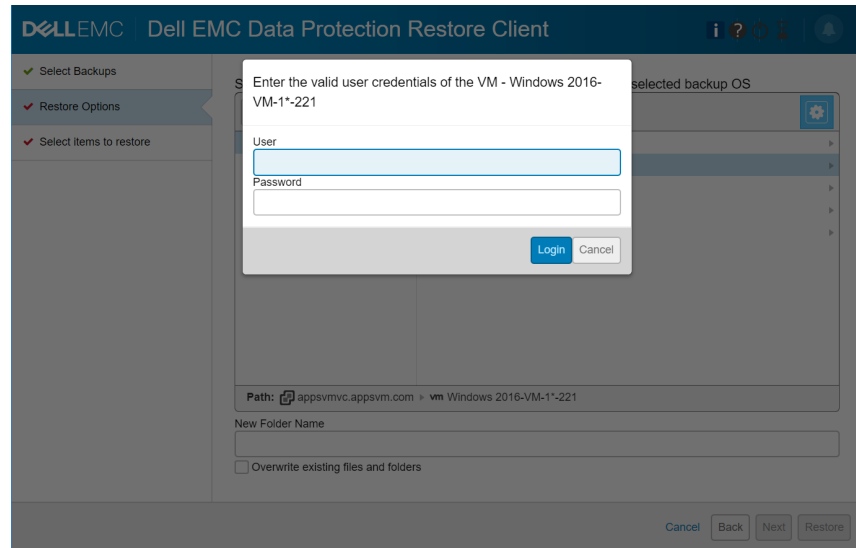 DELLEMC Dell EMC Data Protection Restore Client
Select Backups
Restore Options
Select items to restore
S
selected backup OS
Enter the valid user credentials of the VM - Windows 2016-
VM-1*-221
User
Password
Login Cancel
Path: appsvmvc.appsvm.com vm Windows 2016-VM-1*-221
New Folder Name
Overwrite existing files and folders
Cancel Back Next Restore